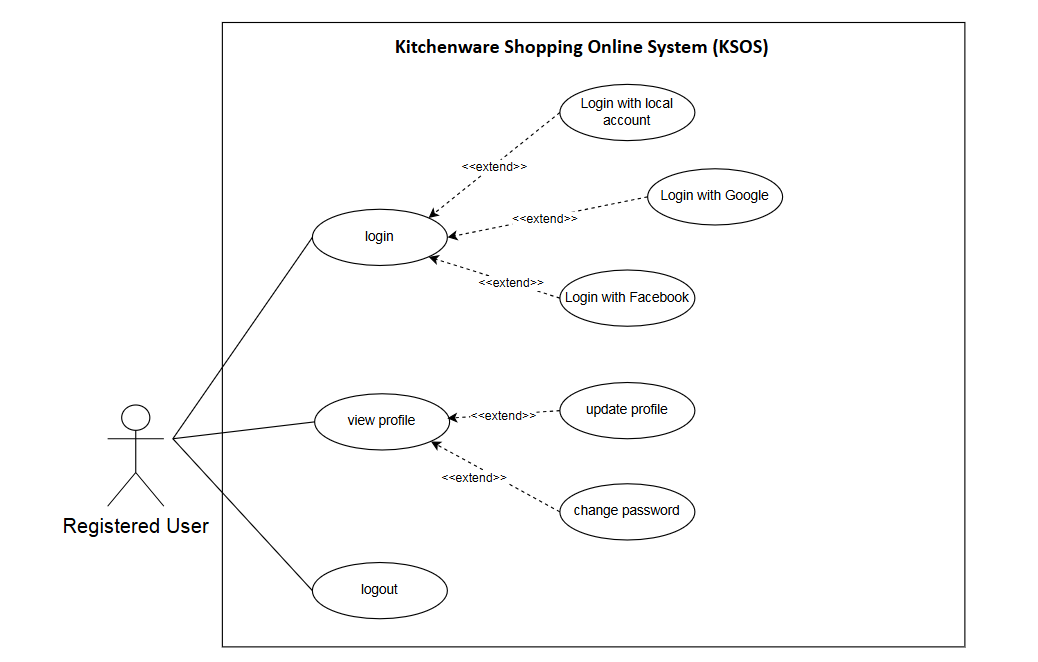 Kitchenware Shopping Online System (KSOS)
Login with local
account
<<extend>>
Login with Google
<<extend>>
login
<<extend>>
Login with Facebook
view profile
<<extend>>
update profile
<<extend>>
change password
Registered User
logout